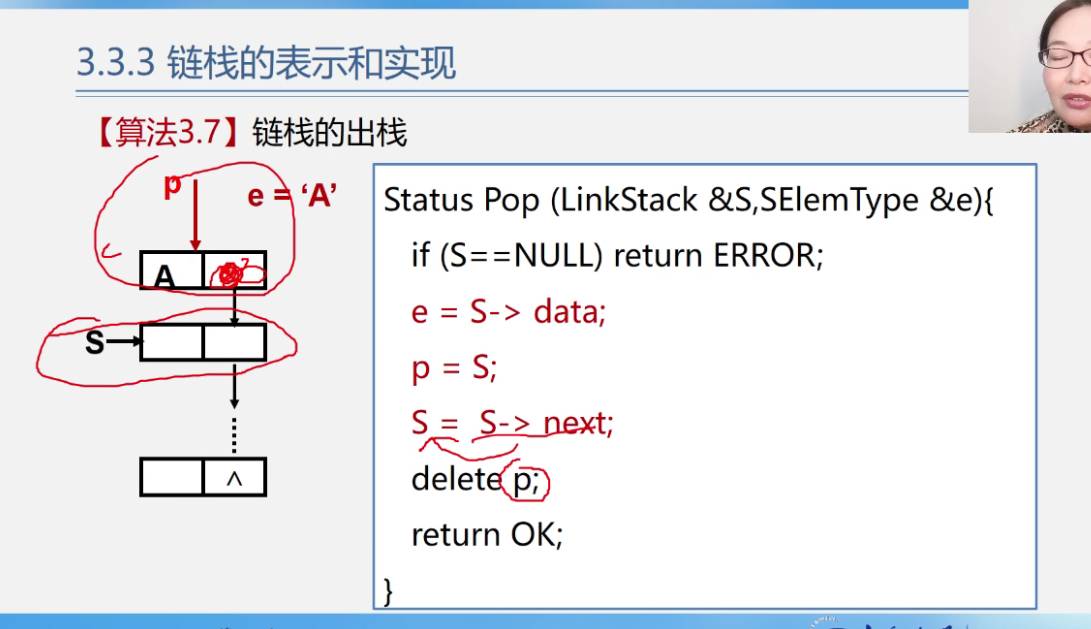 3.3.3 链栈的表示和实现
【算法3.7】链栈的出栈
p
e = ‘A’
A
S
^
Status Pop (LinkStack &S,SElemType &e){
if (S==NULL) return ERROR;
e = S-> data;
p = S;
S = S-> next;
delete p;
return OK;
}